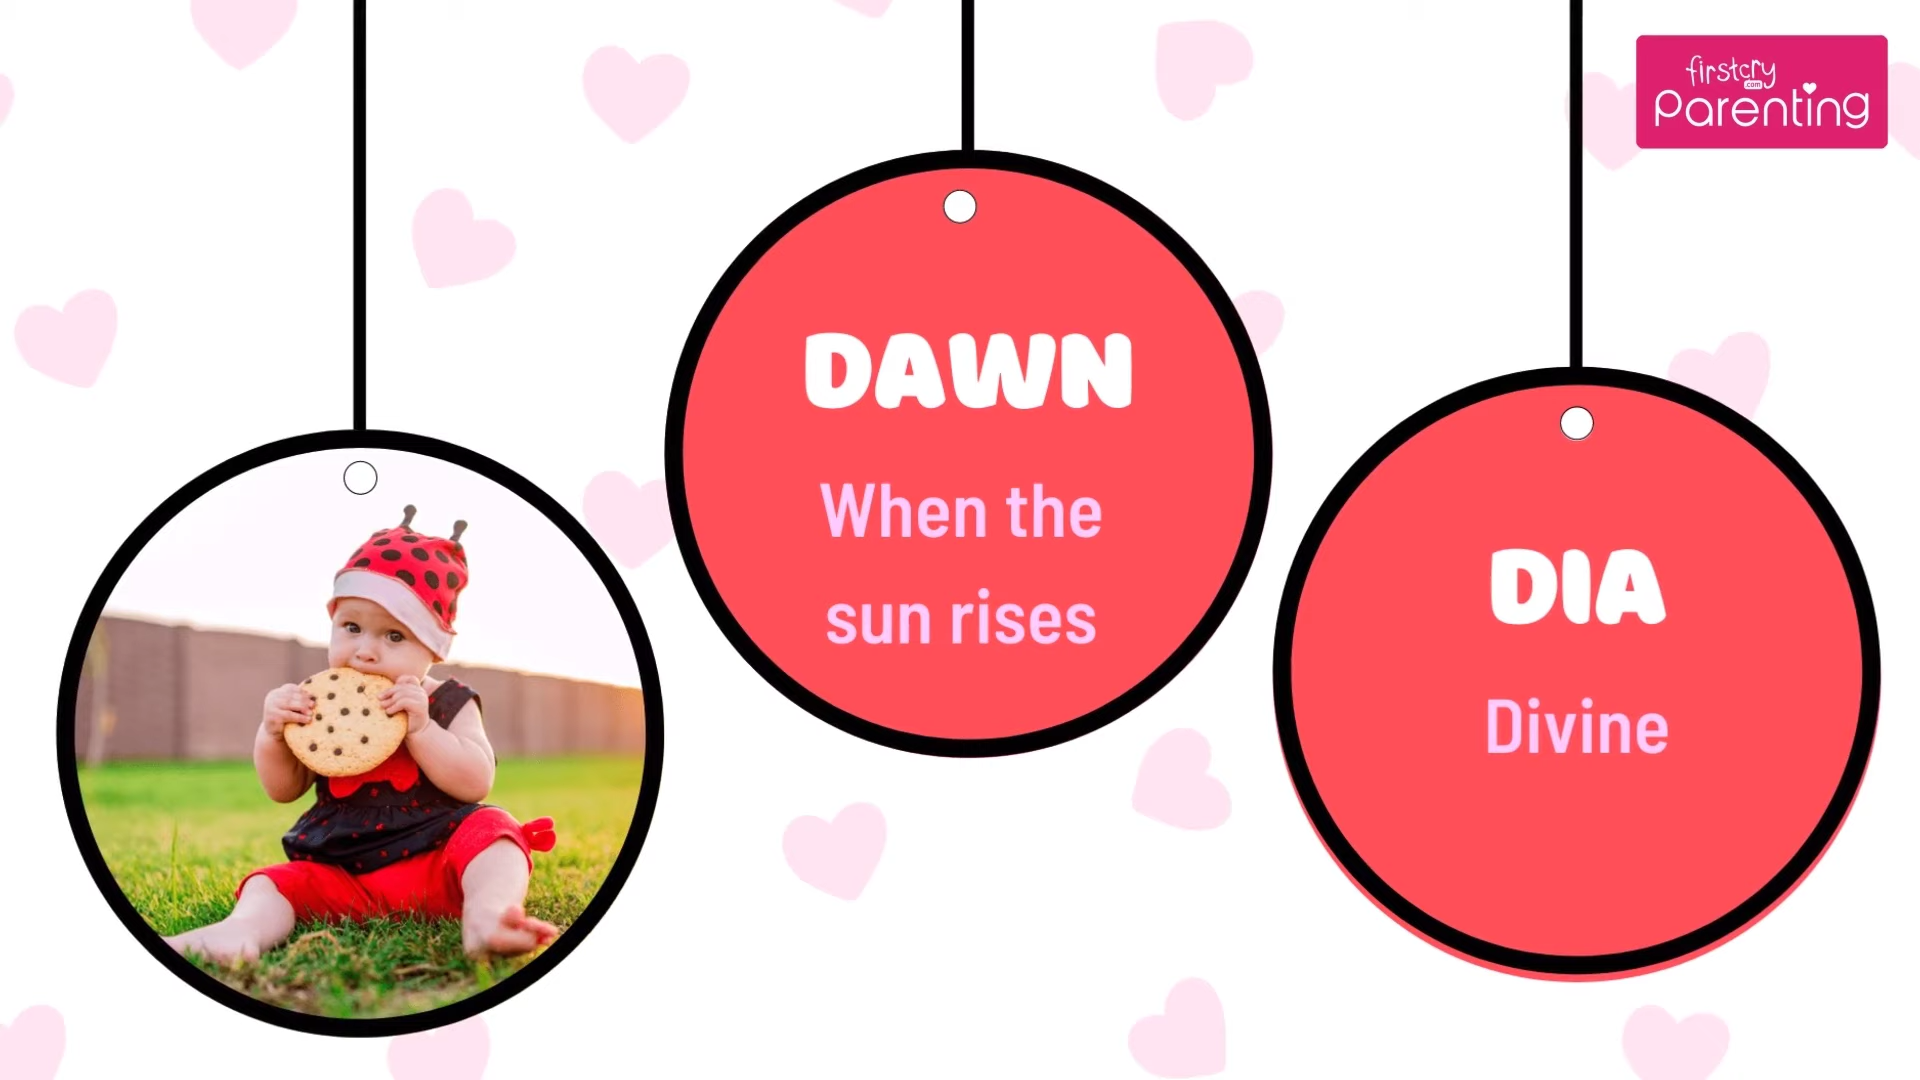 firstcry
.com
Parenting
DAWN
When the
sun rises
DIA
Divine